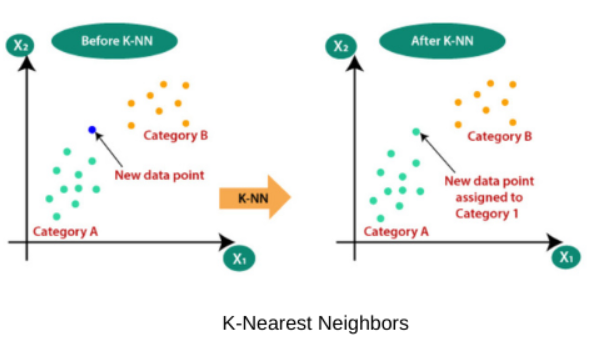 Before K-NN
X₂
Category B
New data point
Category A
X₁
K-NN
After K-NN
X₂
Category B
New data point
assigned to
Category 1
Category A
X₁
K-Nearest Neighbors